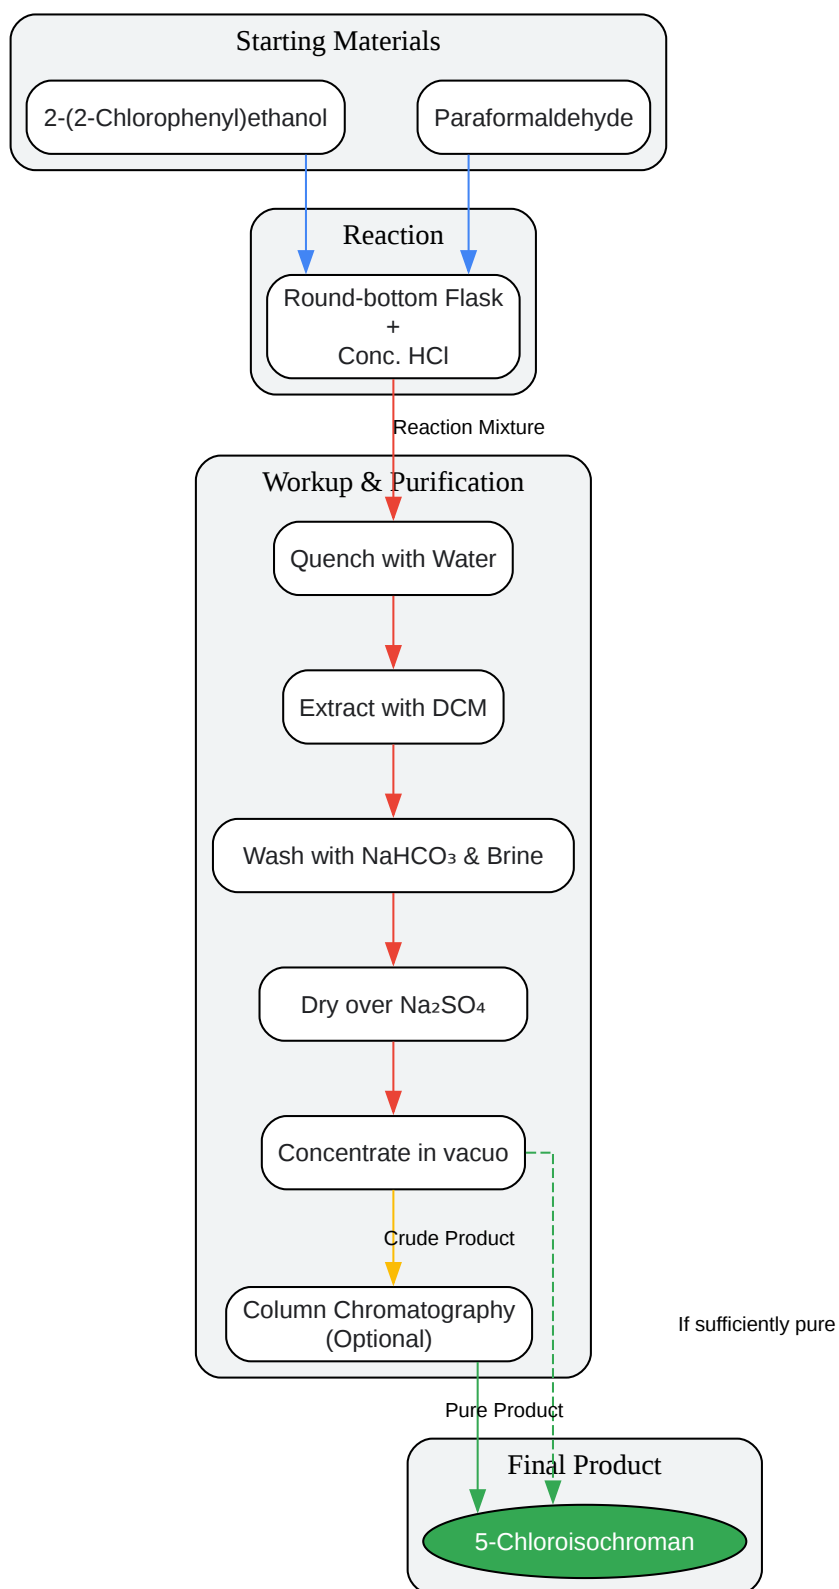 Starting Materials
2-(2-Chlorophenyl)ethanol
Paraformaldehyde
Reaction
Round-bottom Flask
+
Conc. HCl
Reaction Mixture
Workup & Purification
Quench with Water
Extract with DCM
Wash with NaHCO₃ & Brine
Dry over Na₂SO₄
Concentrate in vacuo
Crude Product
Column Chromatography
(Optional)
If sufficiently pure
Pure Product
Final Product
5-Chloroisochroman